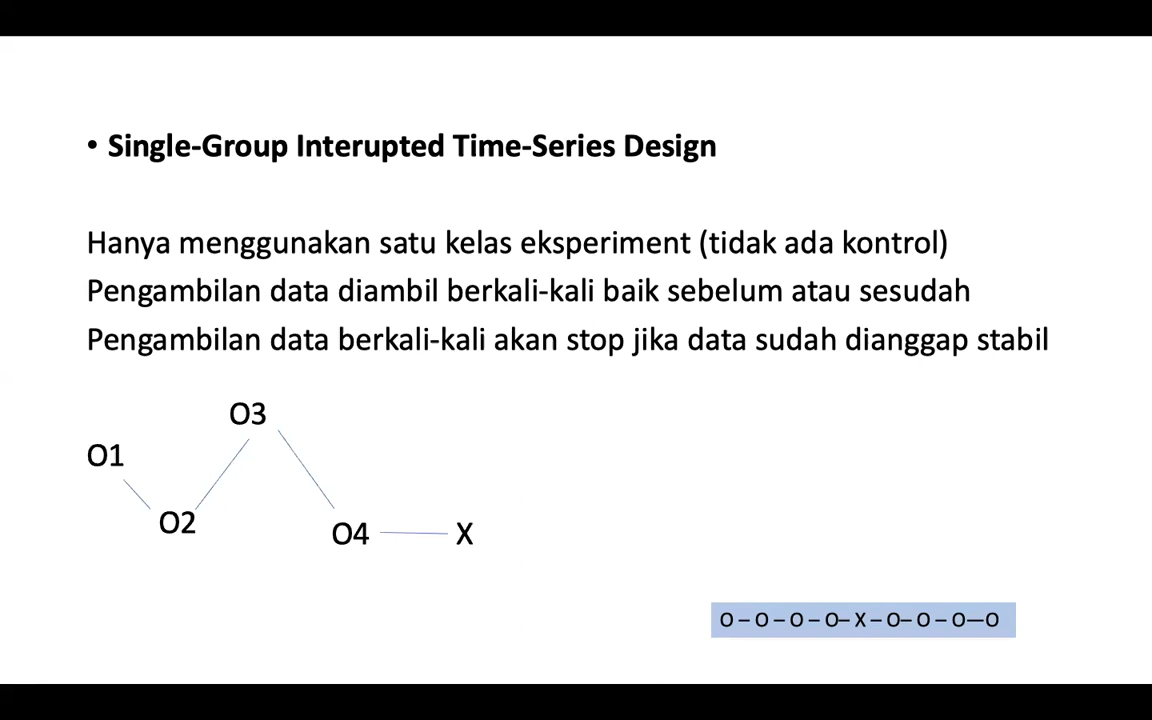 • Single-Group Interupted Time-Series Design
Hanya menggunakan satu kelas eksperiment (tidak ada kontrol)
Pengambilan data diambil berkali-kali baik sebelum atau sesudah
Pengambilan data berkali-kali akan stop jika data sudah dianggap stabil
O3
O1
O2
O4
X
O – O – O – O– X – O– O – O—O